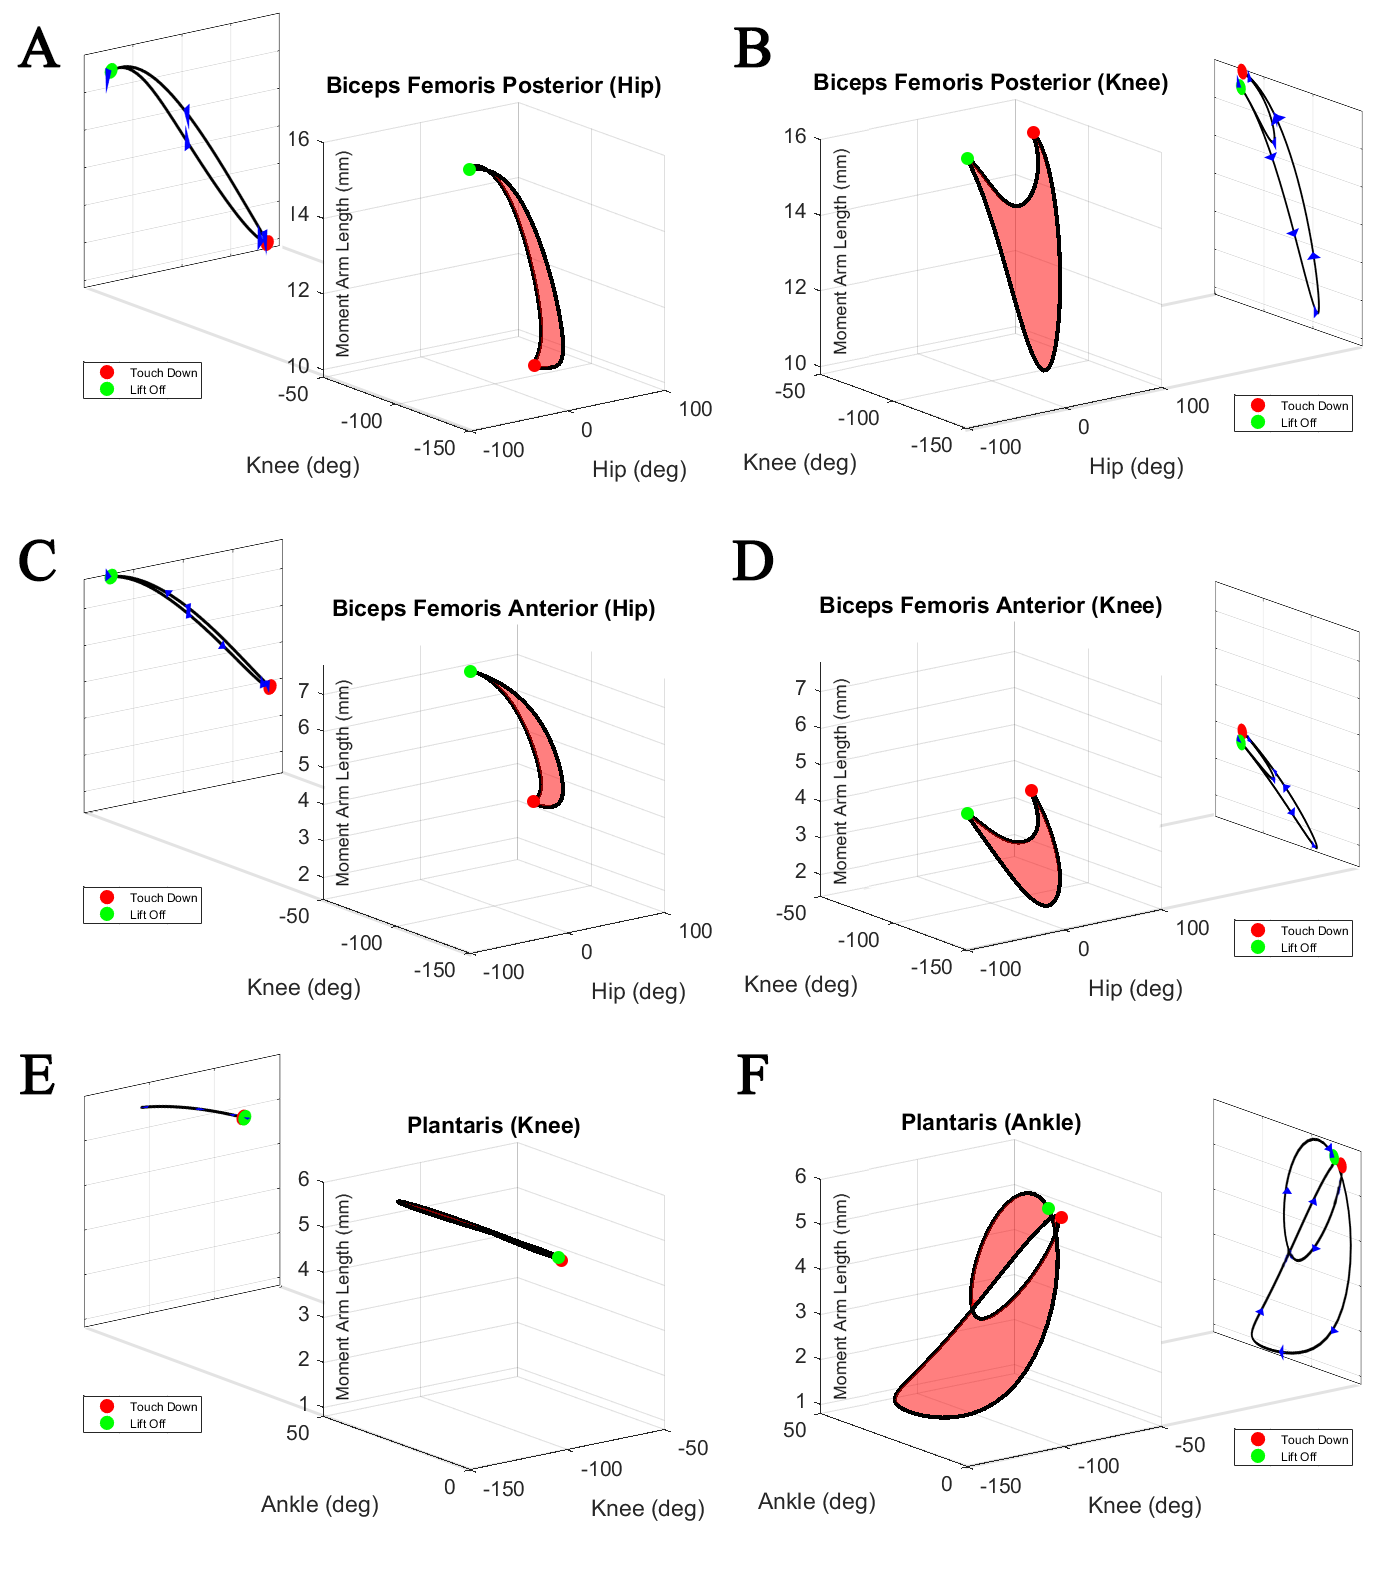 A
Biceps Femoris Posterior (Hip)
16
14
12
10
Moment Arm Length (mm)
-50
-100
-150
Knee (deg)
-100
0
100
Hip (deg)
Touch Down
Lift Off
B
Biceps Femoris Posterior (Knee)
16
14
12
10
Moment Arm Length (mm)
-50
-100
-150
Knee (deg)
-100
0
100
Hip (deg)
Touch Down
Lift Off
C
Biceps Femoris Anterior (Hip)
7
6
5
4
3
2
Moment Arm Length (mm)
-50
-100
-150
Knee (deg)
-100
0
100
Hip (deg)
Touch Down
Lift Off
D
Biceps Femoris Anterior (Knee)
7
6
5
4
3
2
Moment Arm Length (mm)
-50
-100
-150
Knee (deg)
-100
0
100
Hip (deg)
Touch Down
Lift Off
E
Plantaris (Knee)
6
5
4
3
2
1
Moment Arm Length (mm)
50
0
Ankle (deg)
-150
-100
-50
Knee (deg)
Touch Down
Lift Off
F
Plantaris (Ankle)
6
5
4
3
2
1
Moment Arm Length (mm)
50
0
Ankle (deg)
-150
-100
-50
Knee (deg)
Touch Down
Lift Off